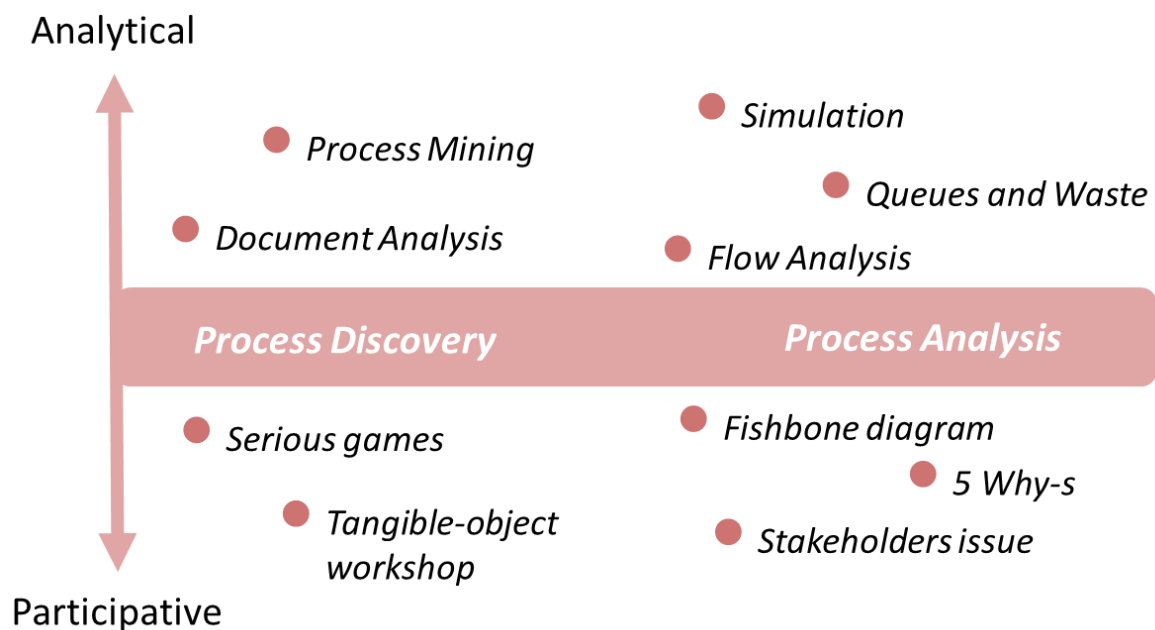 Analytical
Simulation
Process Mining
Queues and Waste
Document Analysis
Flow Analysis
Process Discovery
Process Analysis
Serious games
Fishbone diagram
5 Why-s
Tangible-object
workshop
Stakeholders issue
Participative